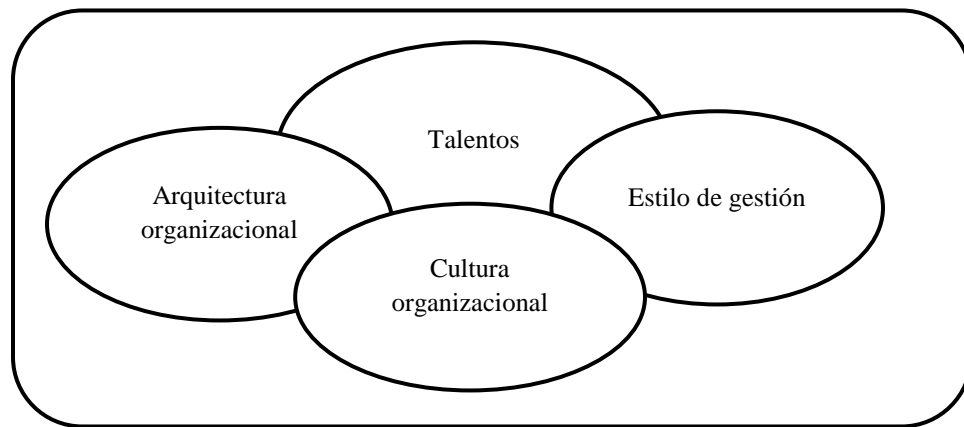 Talentos
Arquitectura
organizacional
Estilo de gestión
Cultura
organizacional